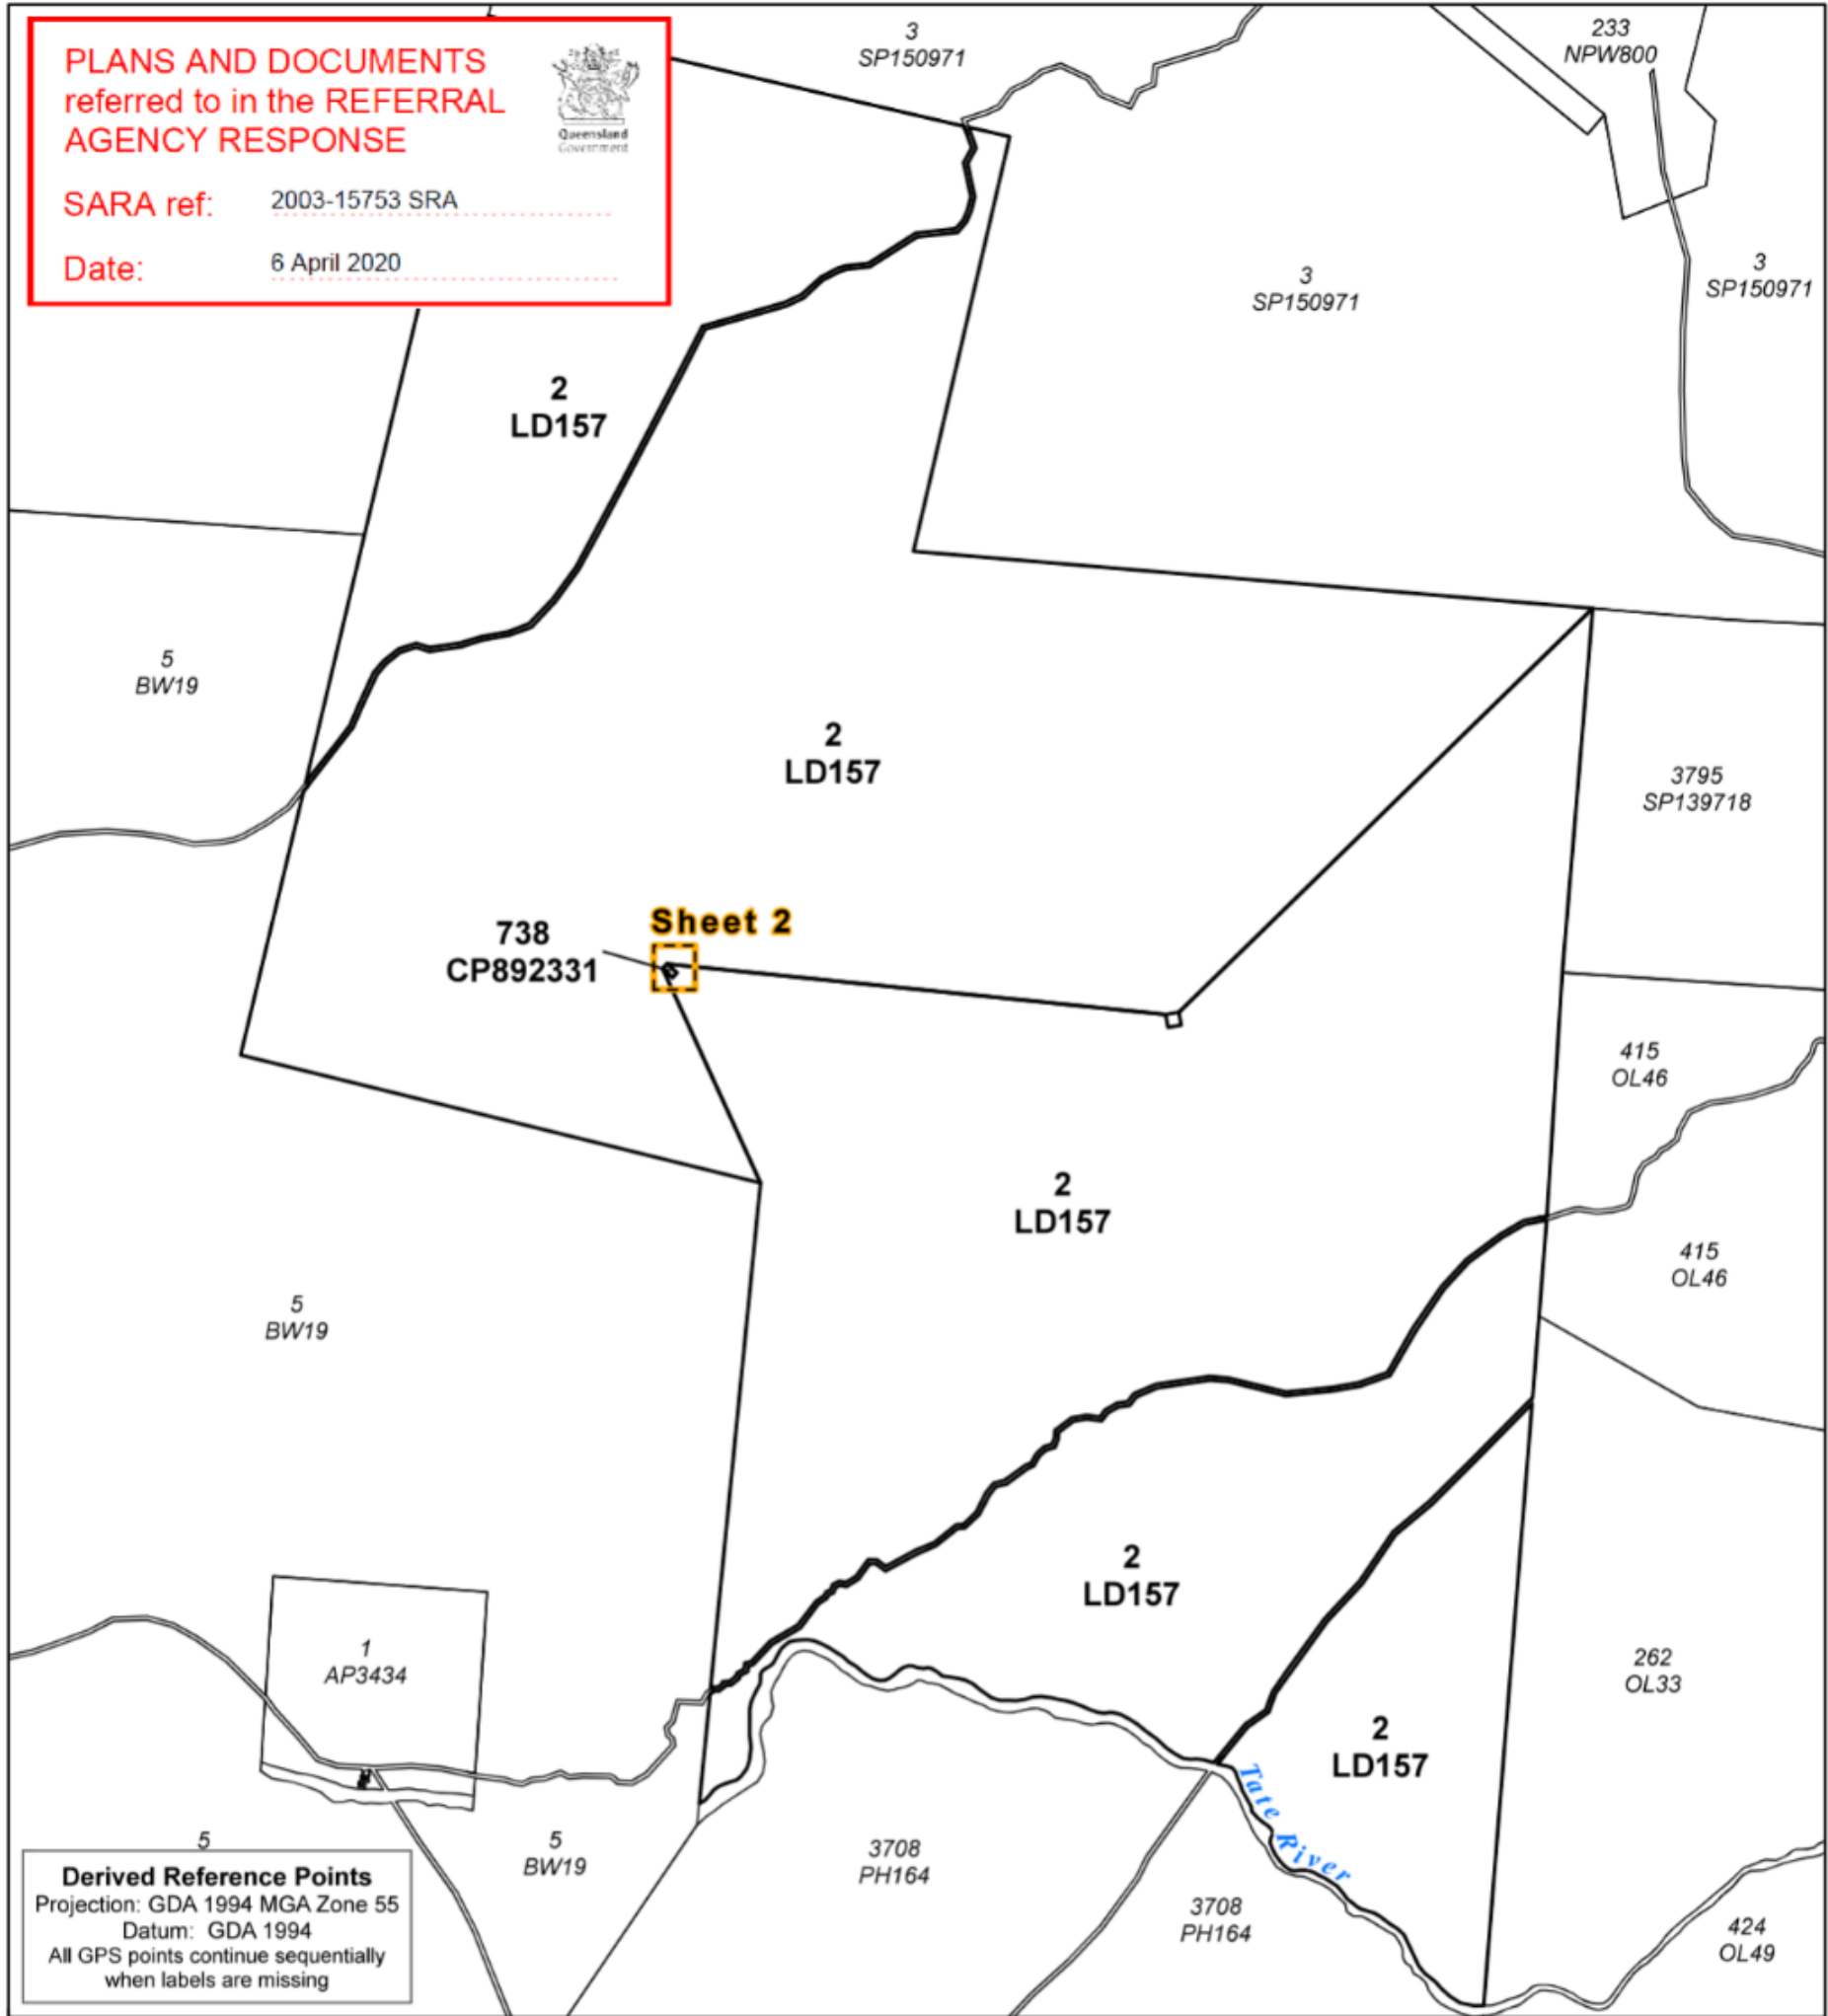 PLANS AND DOCUMENTS
referred to in the REFERRAL
AGENCY RESPONSE
Queensland
Government
SARA ref: 2003-15753 SRA
Date: 6 April 2020
3
SP150971
233
NPW800
3
SP150971
3
SP150971
2
LD157
5
BW19
2
LD157
3795
SP139718
Sheet 2
738
CP892331
415
OL46
2
LD157
415
OL46
5
BW19
2
LD157
1
AP3434
262
OL33
2
LD157
Tate River
5
5
BW19
3708
PH164
3708
PH164
424
OL49
Derived Reference Points
Projection: GDA 1994 MGA Zone 55
Datum: GDA 1994
All GPS points continue sequentially
when labels are missing